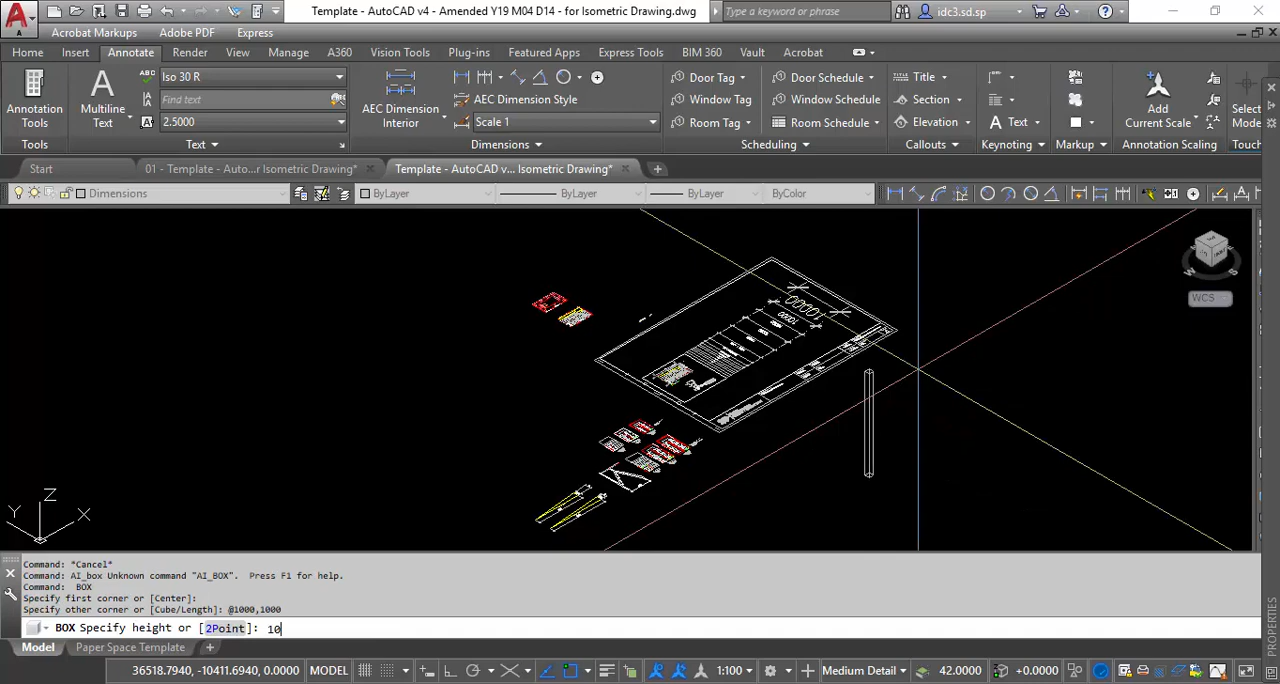 Template - AutoCAD v4 - Amended Y19 M04 D14 - for Isometric Drawing.dwg
Type a keyword or phrase
idc3.sd.sp
Acrobat Markups
Adobe PDF
Express
Home
Insert
Annotate
Render
View
Manage
A360
Vision Tools
Plug-ins
Featured Apps
Express Tools
BIM 360
Vault
Acrobat
Annotation
Tools
Tools
Multiline
Text
ABC
Iso 30 R
Find text
2.5000
Text
AEC Dimension
Interior
AEC Dimension Style
Scale 1
Dimensions
Door Tag
Window Tag
Room Tag
Door Schedule
Window Schedule
Room Schedule
Scheduling
Title
Section
Elevation
Callouts
Text
Keynoting
Markup
Add
Current Scale
Annotation Scaling
Select
Mode
Touch
Start
01 - Template - Auto...r Isometric Drawing*
Template - AutoCAD v... Isometric Drawing*
Dimensions
ByLayer
ByLayer
ByLayer
ByColor
10000
10000
W
S
WCS
Z
Y
X
Command: *Cancel*
Command: AI_box Unknown command "AI_BOX".  Press F1 for help.
Command:  BOX
Specify first corner or [Center]:
Specify other corner or [Cube/Length]: @1000,1000
BOX Specify height or [2Point]: 10
PROPERTIES
Model
Paper Space Template
36518.7940, -10411.6940, 0.0000
MODEL
1:100
Medium Detail
42.0000
+0.0000